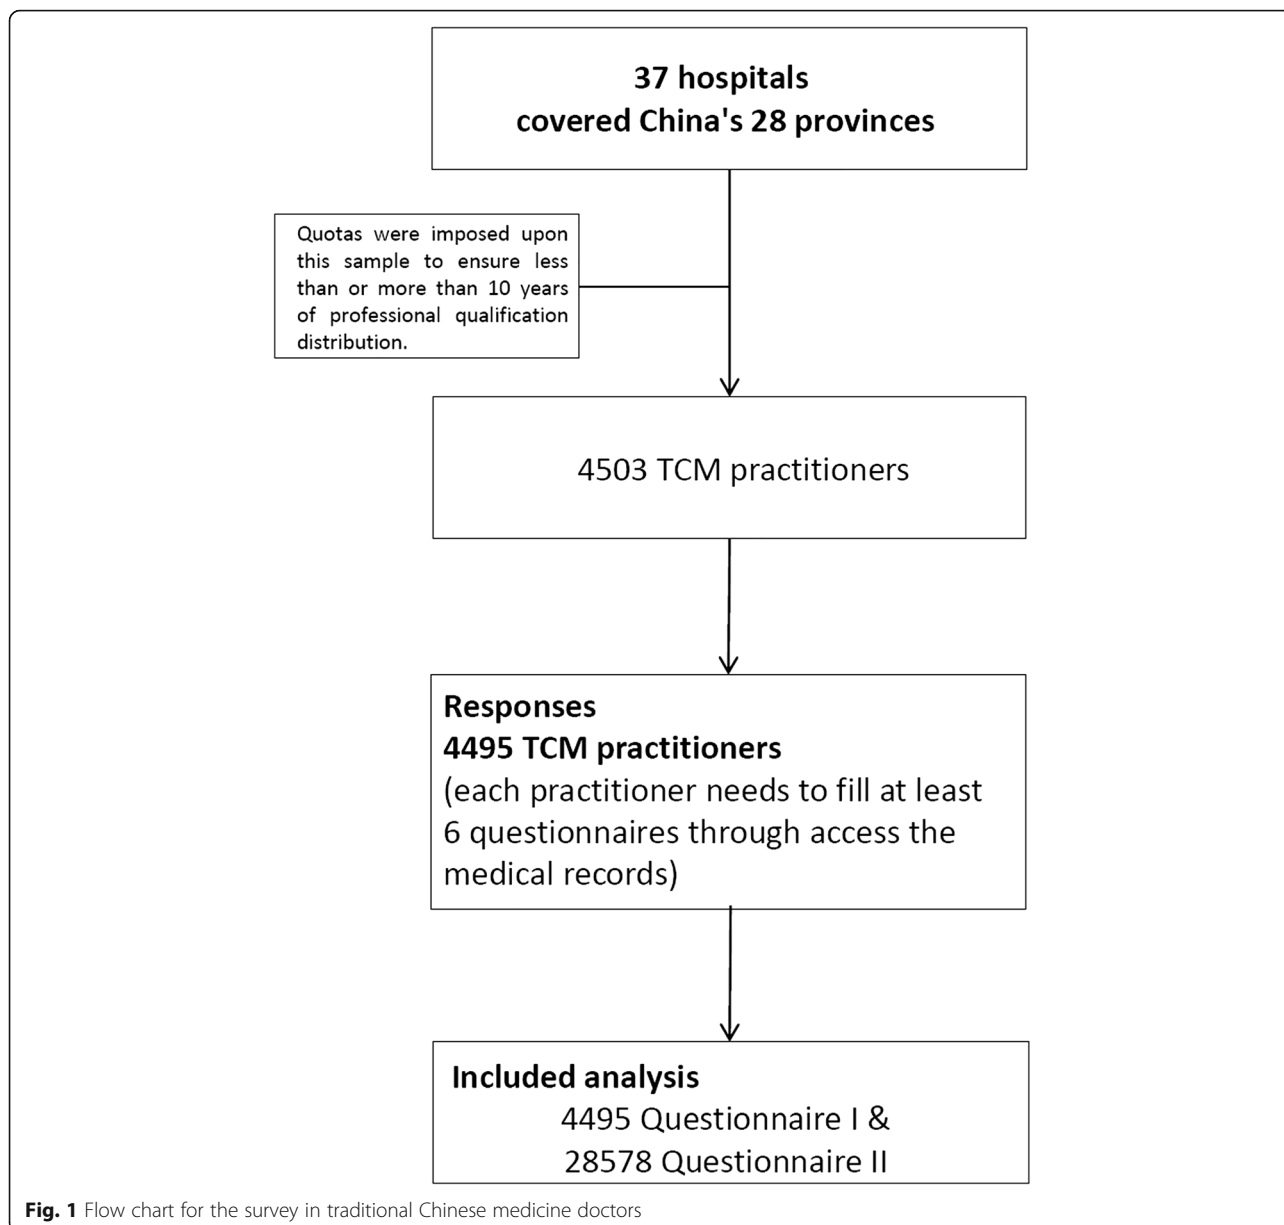 37 hospitals
covered China's 28 provinces
Quotas were imposed upon
this sample to ensure less
than or more than 10 years
of professional qualification
distribution.
4503 TCM practitioners
Responses
4495 TCM practitioners
(each practitioner needs to fill at least
6 questionnaires through access the
medical records)
Included analysis
4495 Questionnaire I &
28578 Questionnaire II
Fig. 1 Flow chart for the survey in traditional Chinese medicine doctors